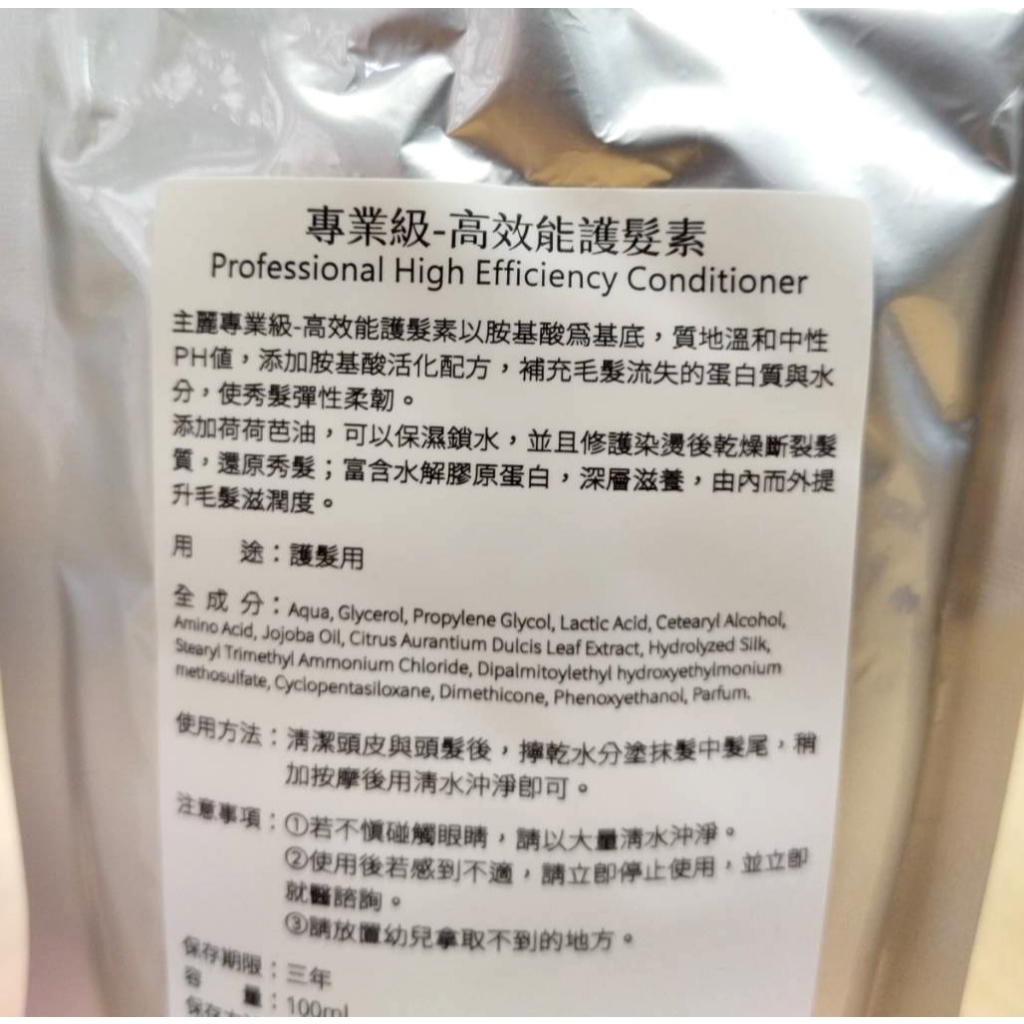 專業級-高效能護髮素
Professional High Efficiency Conditioner
主麗專業級-高效能護髮素以胺基酸為基底，質地溫和中性
PH值，添加胺基酸活化配方，補充毛髮流失的蛋白質與水
分，使秀髮彈性柔韌。
添加荷荷芭油，可以保濕鎖水，並且修護染燙後乾燥斷裂髮
質，還原秀髮；富含水解膠原蛋白，深層滋養，由內而外提
升毛髮滋潤度。
用 途：護髮用
全 成 分：Aqua, Glycerol, Propylene Glycol, Lactic Acid, Cetearyl Alcohol,
Amino Acid, Jojoba Oil, Citrus Aurantium Dulcis Leaf Extract, Hydrolyzed Silk,
Stearyl Trimethyl Ammonium Chloride, Dipalmitoylethyl hydroxyethylmonium
methosulfate, Cyclopentasiloxane, Dimethicone, Phenoxyethanol, Parfum.
使用方法：清潔頭皮與頭髮後，擰乾水分塗抹髮中髮尾，稍
加按摩後用清水沖淨即可。
注意事項：①若不慎碰觸眼睛，請以大量清水沖淨。
②使用後若感到不適，請立即停止使用，並立即
就醫諮詢。
③請放置幼兒拿取不到的地方。
保存期限：三年
容 量：100ml
保存方